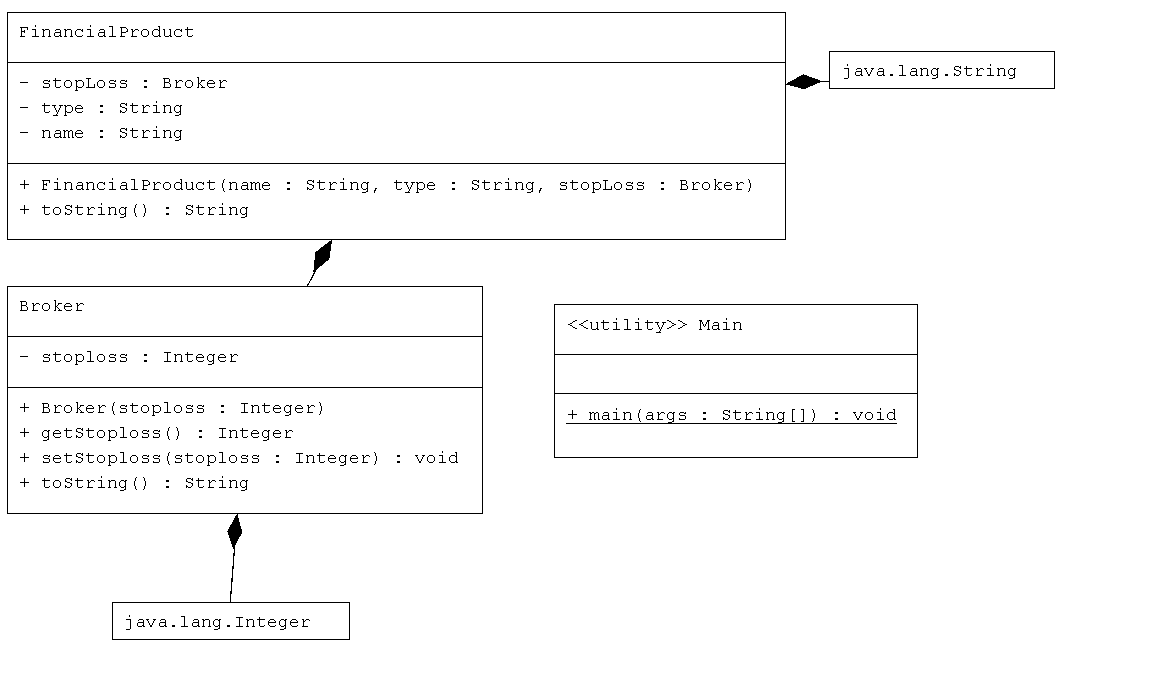 FinancialProduct
- stopLoss : Broker
- type : String
- name : String
+ FinancialProduct(name : String, type : String, stopLoss : Broker)
+ toString() : String
java.lang.String
Broker
- stoploss : Integer
+ Broker(stoploss : Integer)
+ getStoploss() : Integer
+ setStoploss(stoploss : Integer) : void
+ toString() : String
<<utility>> Main
+ main(args : String[]) : void
java.lang.Integer